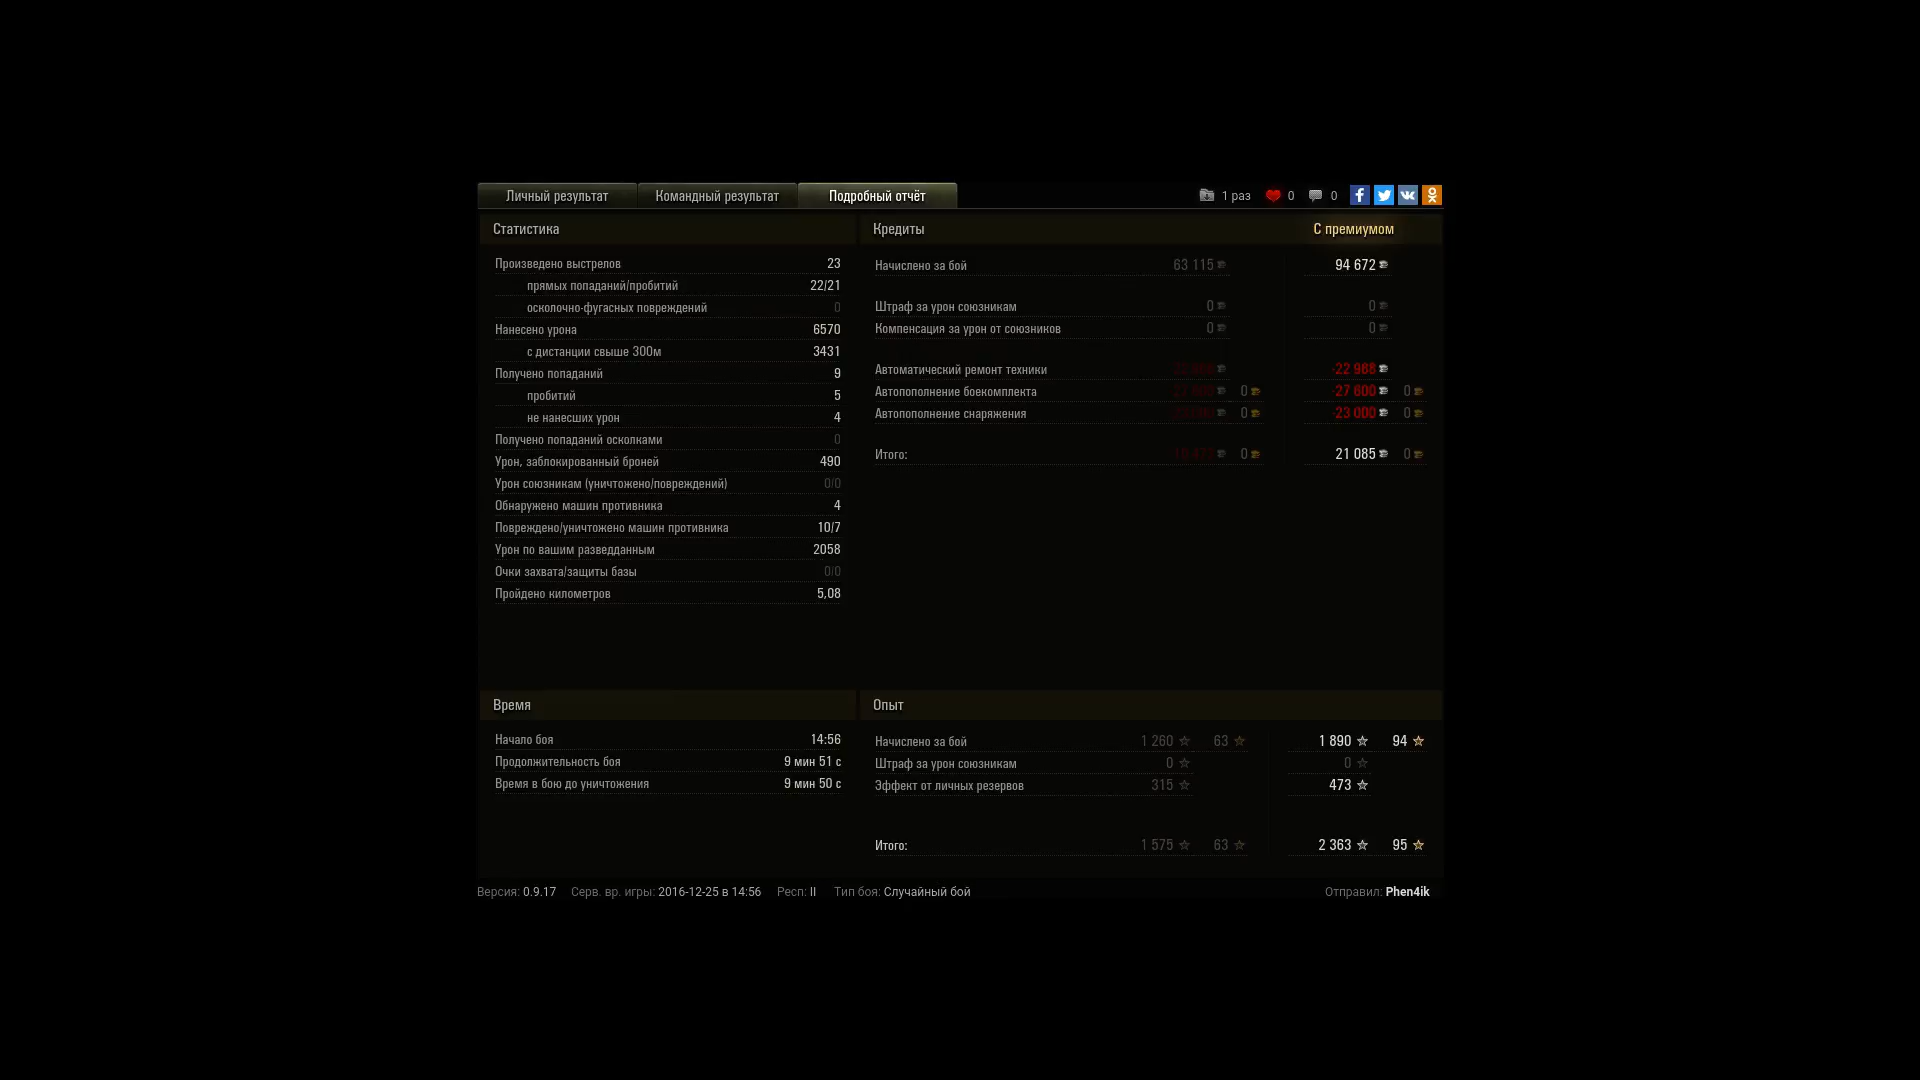 Личный результат Командный результат Подробный отчёт 1 раз 0 0
Статистика
Произведено выстрелов 23
прямых попаданий/пробитий 22/21
осколочно-фугасных повреждений 0
Нанесено урона 6570
с дистанции свыше 300м 3431
Получено попаданий 9
пробитий 5
не нанесших урон 4
Получено попаданий осколками 0
Урон, заблокированный броней 490
Урон союзникам (уничтожено/повреждений) 0/0
Обнаружено машин противника 4
Повреждено/уничтожено машин противника 10/7
Урон по вашим разведданным 2058
Очки захвата/защиты базы 0/0
Пройдено километров 5,08
Кредиты С премиумом
Начислено за бой 63 115 94 672
Штраф за урон союзникам 0 0
Компенсация за урон от союзников 0 0
Автоматический ремонт техники -22 988
Автопополнение боекомплекта 0 -27 600 0
Автопополнение снаряжения 0 -23 000 0
Итого: 0 21 085 0
Время
Начало боя 14:56
Продолжительность боя 9 мин 51 с
Время в бою до уничтожения 9 мин 50 с
Опыт
Начислено за бой 1 260 63 1 890 94
Штраф за урон союзникам 0 0
Эффект от личных резервов 315 473
Итого: 1 575 63 2 363 95
Версия: 0.9.17 Серв. вр. игры: 2016-12-25 в 14:56 Респ: II Тип боя: Случайный бой Отправил: Phen4ik